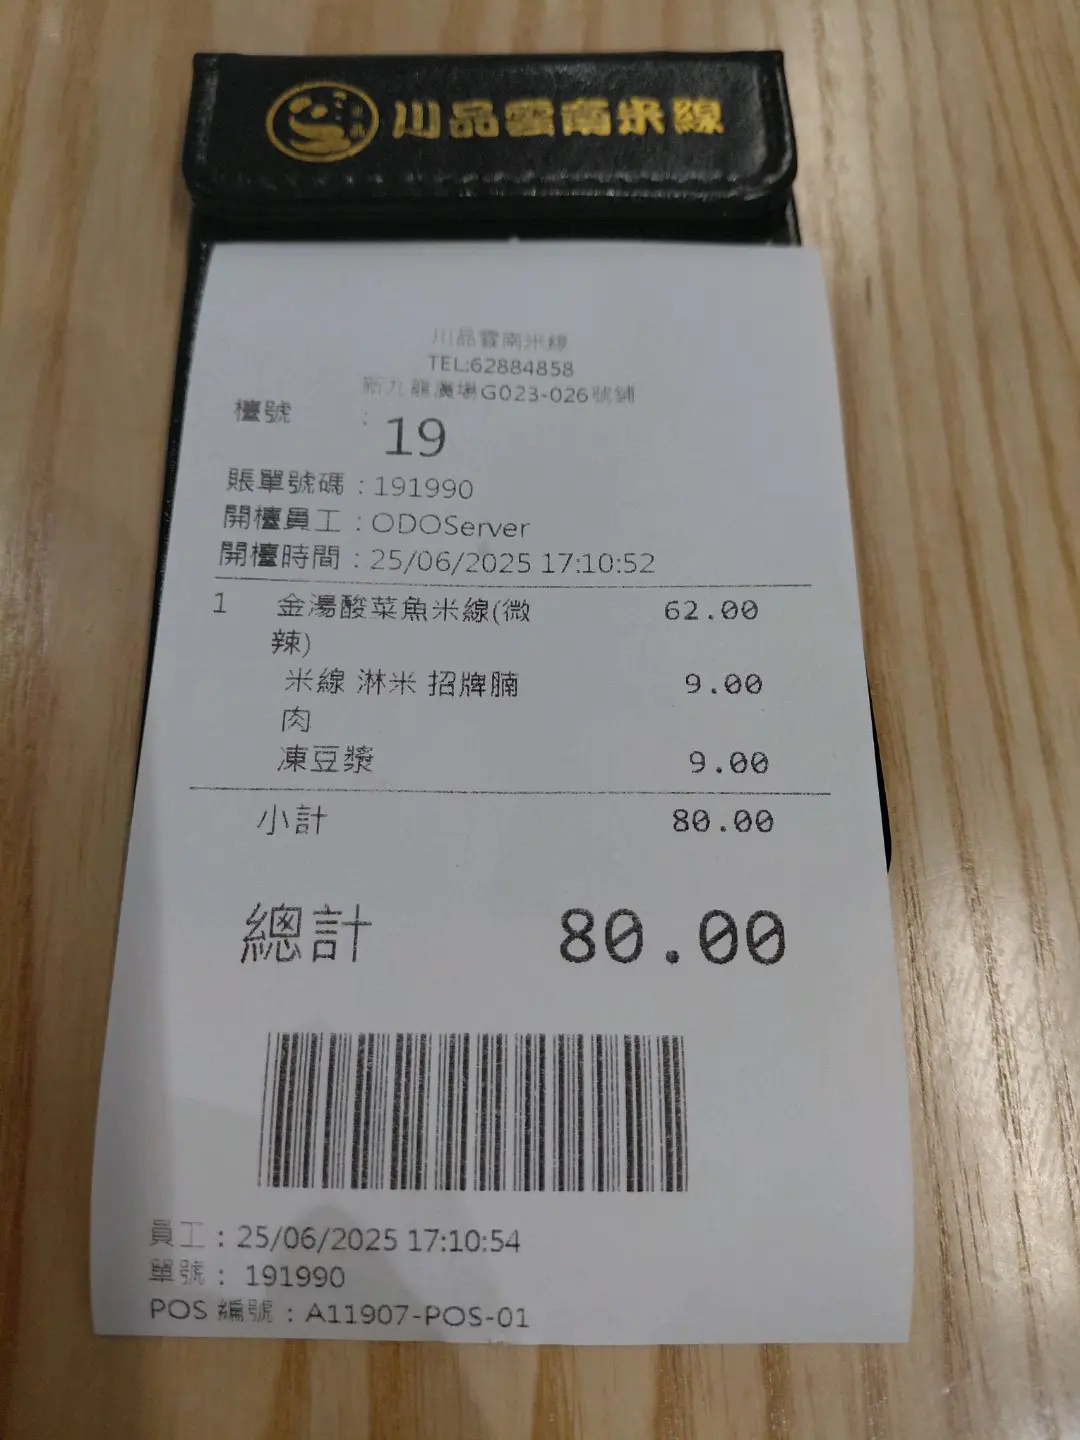 川品雲南米線
川品雲南米線
TEL:62884858
新九龍廣場G023-026號鋪
檯號 : 19
賬單號碼 : 191990
開檯員工 : ODOServer
開檯時間 : 25/06/2025 17:10:52
1 金湯酸菜魚米線(微 62.00
辣)
米線 淋米 招牌腩 9.00
肉
凍豆漿 9.00
小計 80.00
總計 80.00
員工 : 25/06/2025 17:10:54
單號 : 191990
POS 編號 : A11907-POS-01